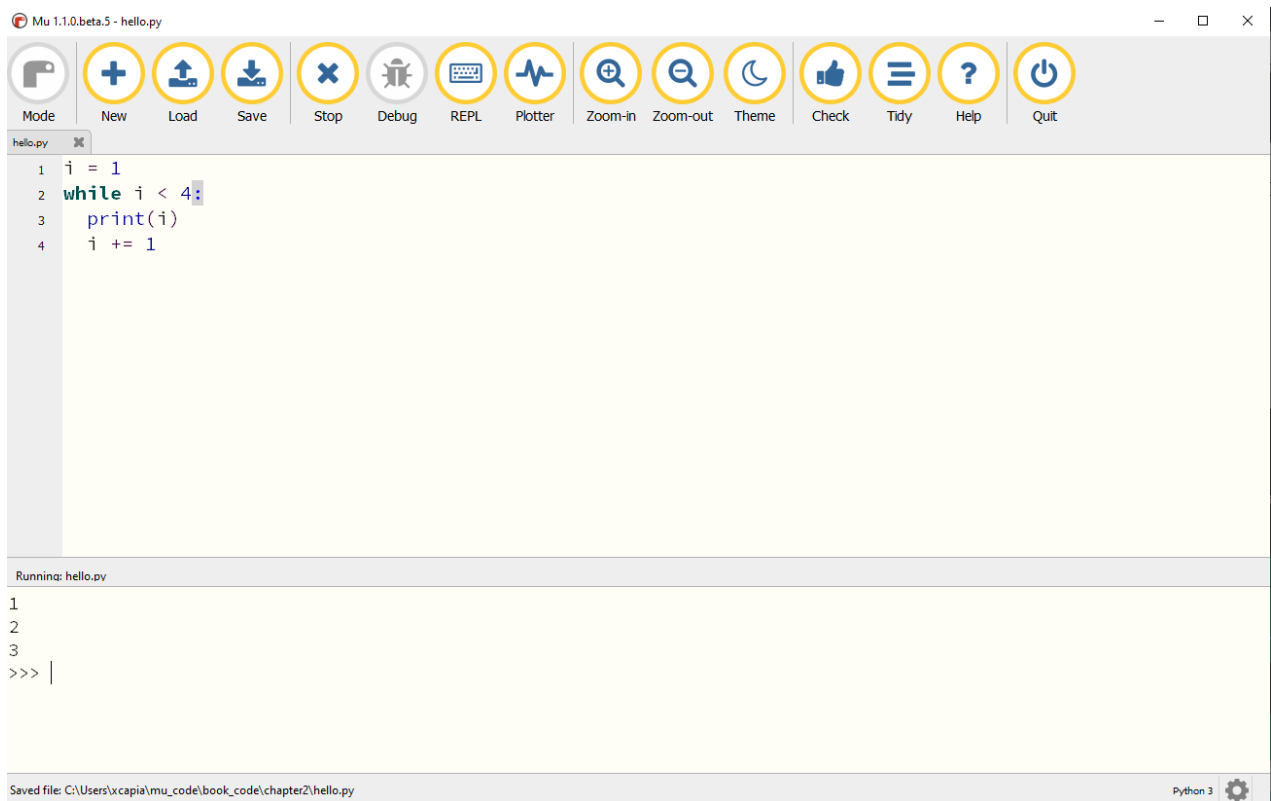 Mu 1.1.0.beta.5 - hello.py
Mode New Load Save Stop Debug REPL Plotter Zoom-in Zoom-out Theme Check Tidy Help Quit
hello.py
1 i = 1
2 while i < 4:
3   print(i)
4   i += 1
Running: hello.py
1
2
3
>>>
Saved file: C:\Users\xcapia\mu_code\book_code\chapter2\hello.py Python 3